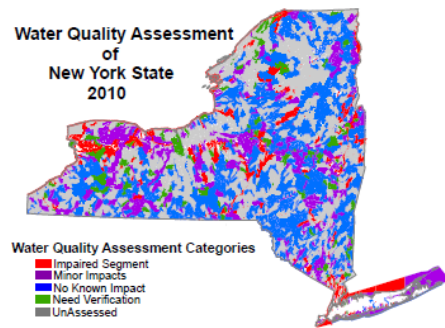 Water Quality Assessment
of
New York State
2010
Water Quality Assessment Categories
Impaired Segment
Minor Impacts
No Known Impact
Need Verification
UnAssessed